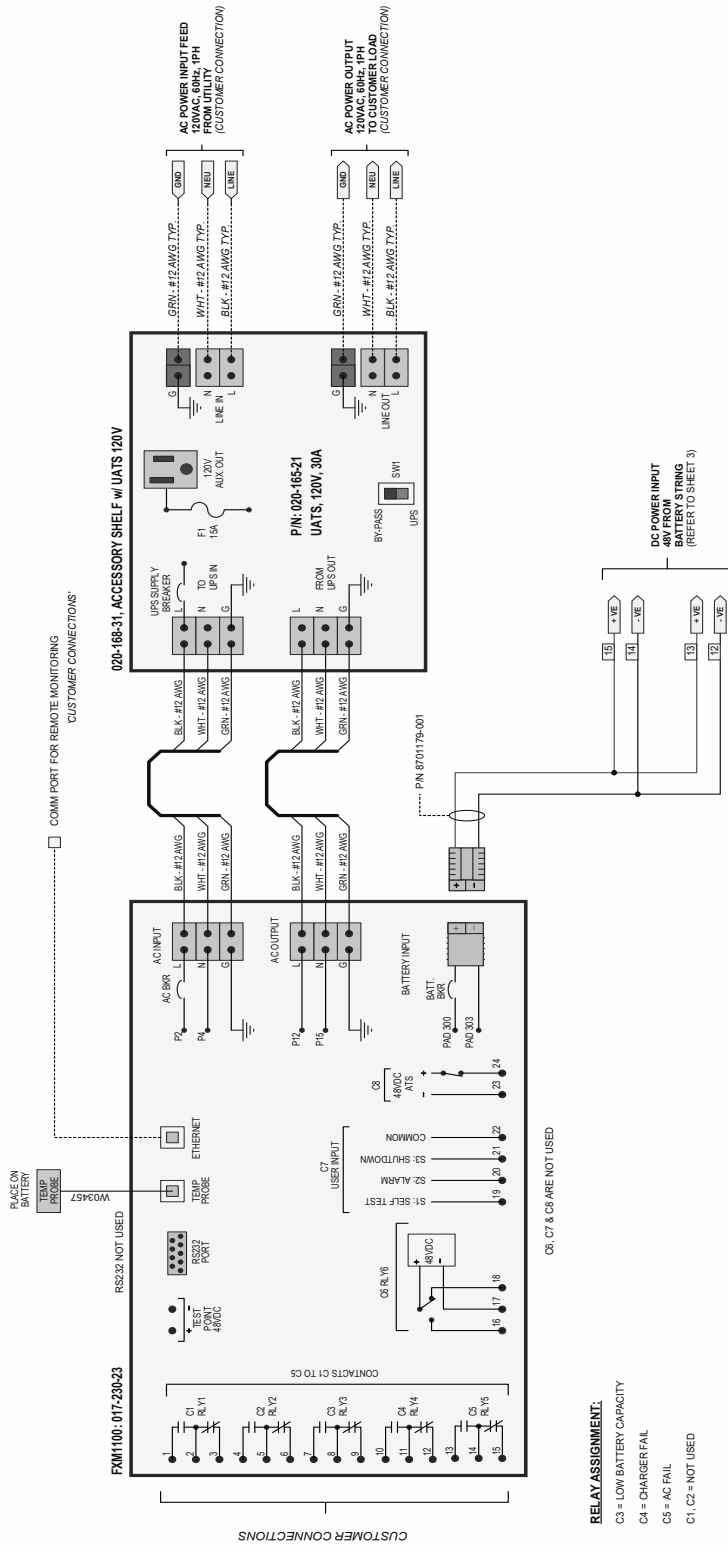 FXM1100: 017-230-23
CUSTOMER CONNECTIONS
1
2
3
C1
RLY1
4
5
6
C2
RLY2
7
8
9
C3
RLY3
10
11
12
C4
RLY4
13
14
15
C5
RLY5
CONTACTS C1 TO C5
+ -
TEST
POINT
48VDC
RS232 NOT USED
RS232
PORT
PLACE ON
BATTERY
TEMP
PROBE
W03457
TEMP
PROBE
ETHERNET
COMM PORT FOR REMOTE MONITORING
'CUSTOMER CONNECTIONS'
C6 RLY6
+ -
48VDC
16
17
18
C7
USER INPUT
S1: SELF TEST
S2: ALARM
S3: SHUTDOWN
COMMON
19
20
21
22
C8
48VDC
ATS
- +
23
24
C6, C7 & C8 ARE NOT USED
P2
P4
AC BKR
AC INPUT
L
N
G
P12
P15
AC OUTPUT
L
N
G
BATTERY INPUT
BATT.
BKR
PAD 300
PAD 303
+ -
BLK - #12 AWG
WHT - #12 AWG
GRN - #12 AWG
BLK - #12 AWG
WHT - #12 AWG
GRN - #12 AWG
BLK - #12 AWG
WHT - #12 AWG
GRN - #12 AWG
BLK - #12 AWG
WHT - #12 AWG
GRN - #12 AWG
+ -
P/N 8701179-001
020-168-31, ACCESSORY SHELF w/ UATS 120V
UPS SUPPLY
BREAKER
L
N
G
TO
UPS IN
L
N
G
FROM
UPS OUT
F1
15A
120V
AUX. OUT
P/N: 020-165-21
UATS, 120V, 30A
BY-PASS
SW1
UPS
G
N
L
LINE IN
G
N
L
LINE OUT
GRN - #12 AWG TYP.
WHT - #12 AWG TYP.
BLK - #12 AWG TYP.
GND
NEU
LINE
AC POWER INPUT FEED
120VAC, 60Hz, 1PH
FROM UTILITY
(CUSTOMER CONNECTION)
GRN - #12 AWG TYP.
WHT - #12 AWG TYP.
BLK - #12 AWG TYP.
GND
NEU
LINE
AC POWER OUTPUT
120VAC, 60Hz, 1PH
TO CUSTOMER LOAD
(CUSTOMER CONNECTION)
15
+ VE
14
- VE
13
+ VE
12
- VE
DC POWER INPUT
48V FROM
BATTERY STRING
(REFER TO SHEET 3)
RELAY ASSIGNMENT:
C3 = LOW BATTERY CAPACITY
C4 = CHARGER FAIL
C5 = AC FAIL
C1, C2 = NOT USED